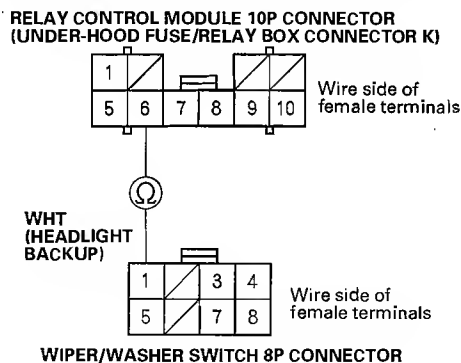 RELAY CONTROL MODULE 10P CONNECTOR
(UNDER-HOOD FUSE/RELAY BOX CONNECTOR K)
1
5 6 7 8 9 10
Wire side of
female terminals
Ω
WHT
(HEADLIGHT
BACKUP)
1 3 4
5 7 8
Wire side of
female terminals
WIPER/WASHER SWITCH 8P CONNECTOR